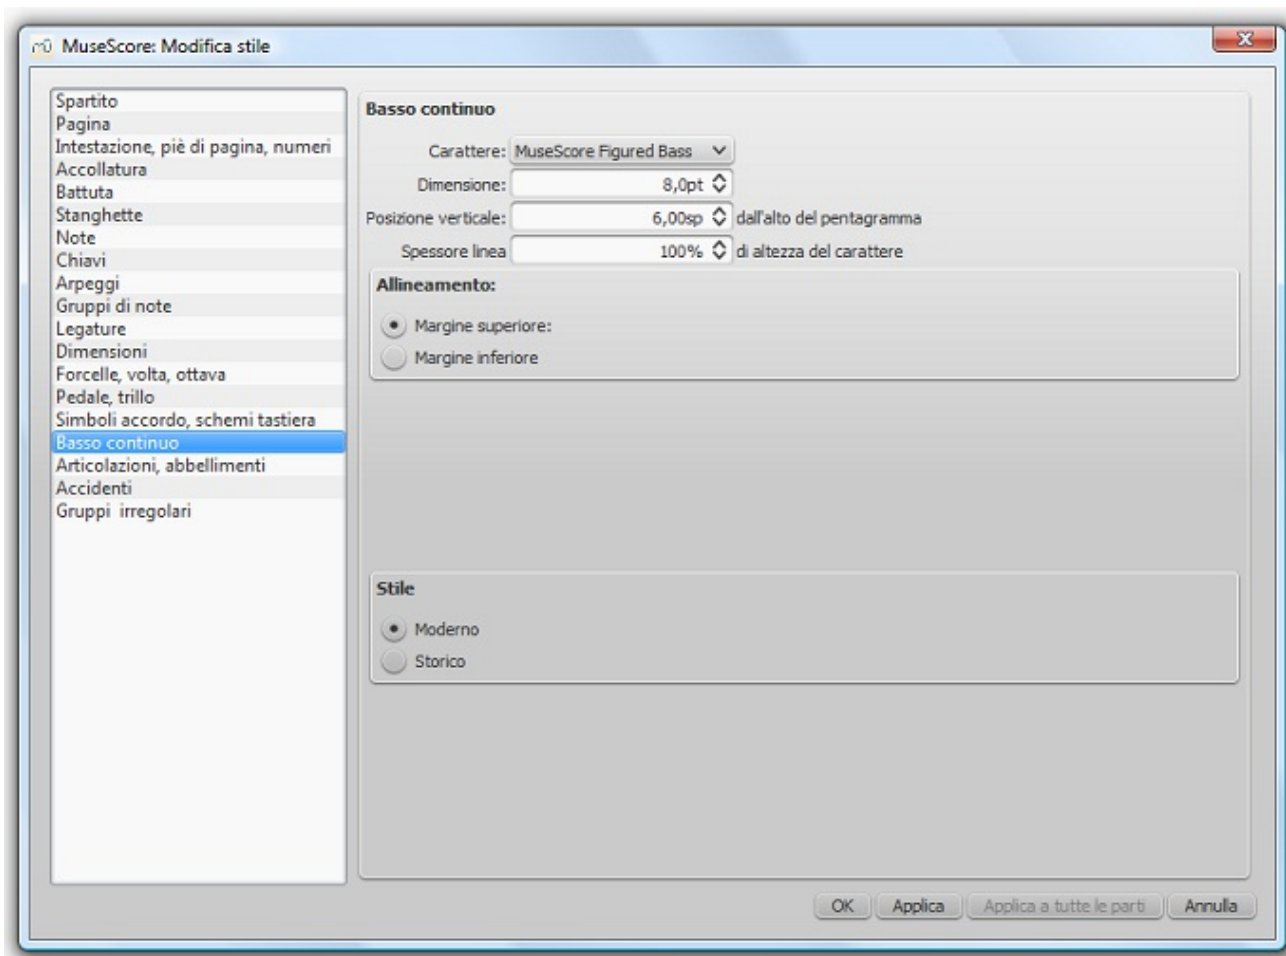 MuseScore: Modifica stile
Spartito
Pagina
Intestazione, piè di pagina, numeri
Accollatura
Battuta
Stanghette
Note
Chiavi
Arpeggi
Gruppi di note
Legature
Dimensioni
Forcelle, volta, ottava
Pedale, trillo
Simboli accordo, schemi tastiera
Basso continuo
Articolazioni, abbellimenti
Accidenti
Gruppi irregolari
Basso continuo
Carattere: MuseScore Figured Bass
Dimensione: 8,0pt
Posizione verticale: 6,00sp dall'alto del pentagramma
Spessore linea 100% di altezza del carattere
Allineamento:
Margine superiore:
Margine inferiore
Stile
Moderno
Storico
OK Applica Applica a tutte le parti Annulla